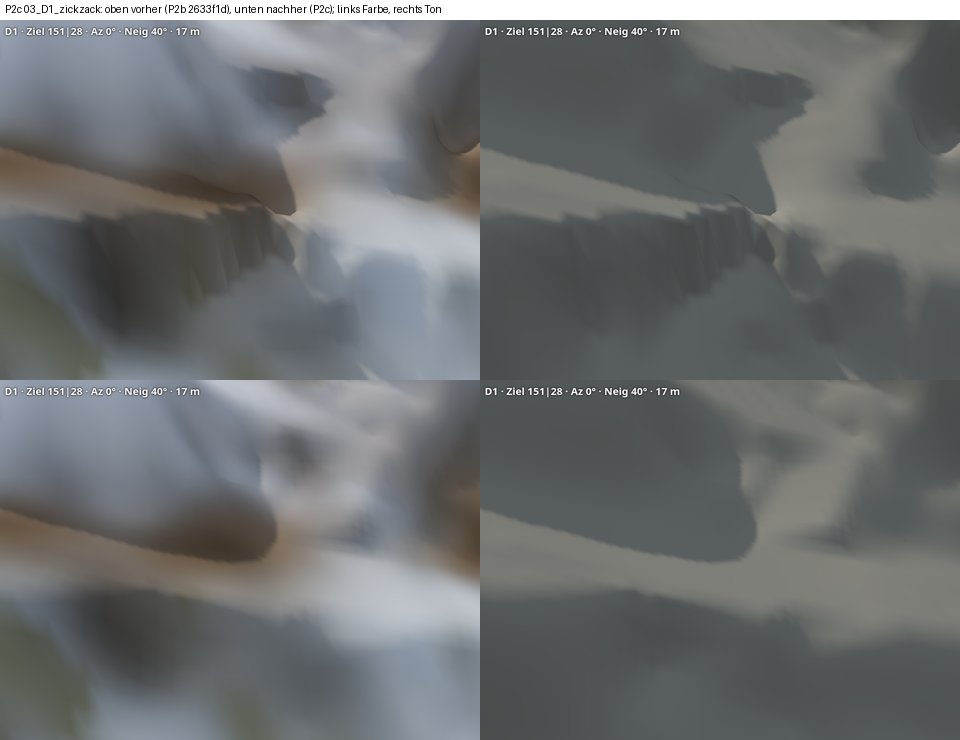 P2c 03_D1_zickzack: oben vorher (P2b 2633f1d), unten nachher (P2c); links Farbe, rechts Ton
D1 · Ziel 151|28 · Az 0° · Neig 40° · 17 m
D1 · Ziel 151|28 · Az 0° · Neig 40° · 17 m
D1 · Ziel 151|28 · Az 0° · Neig 40° · 17 m
D1 · Ziel 151|28 · Az 0° · Neig 40° · 17 m